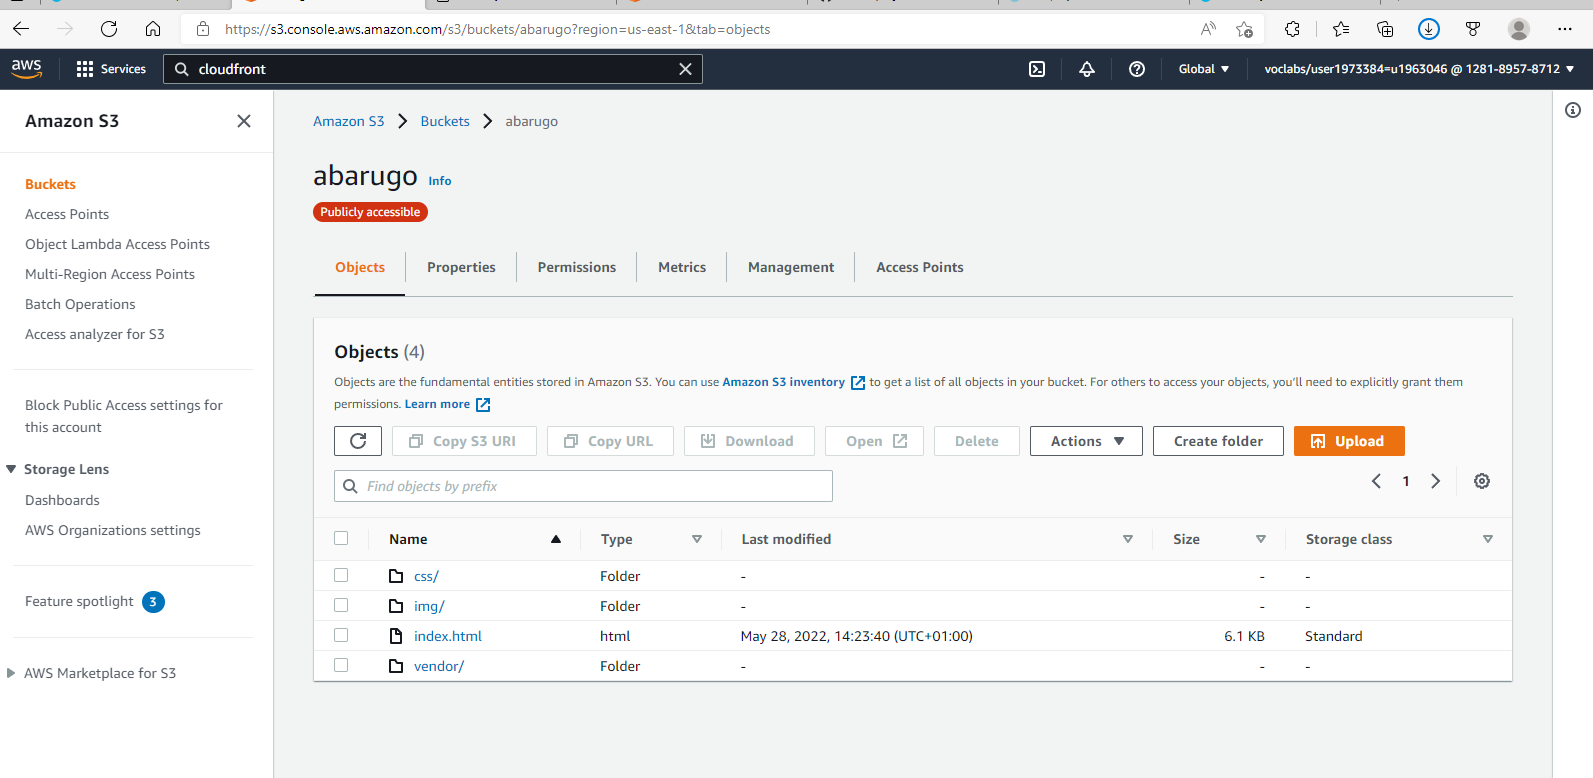 https://s3.console.aws.amazon.com/s3/buckets/abarugo?region=us-east-1&tab=objects
aws Services cloudfront Global voclabs/user1973384=u1963046 @ 1281-8957-8712
Amazon S3
Buckets
Access Points
Object Lambda Access Points
Multi-Region Access Points
Batch Operations
Access analyzer for S3
Block Public Access settings for
this account
Storage Lens
Dashboards
AWS Organizations settings
Feature spotlight 3
AWS Marketplace for S3
Amazon S3 Buckets abarugo
abarugo Info
Publicly accessible
Objects Properties Permissions Metrics Management Access Points
Objects (4)
Objects are the fundamental entities stored in Amazon S3. You can use Amazon S3 inventory to get a list of all objects in your bucket. For others to access your objects, you'll need to explicitly grant them
permissions. Learn more
Copy S3 URI Copy URL Download Open Delete Actions Create folder Upload
Find objects by prefix 1
Name Type Last modified Size Storage class
css/ Folder - - -
img/ Folder - - -
index.html html May 28, 2022, 14:23:40 (UTC+01:00) 6.1 KB Standard
vendor/ Folder - - -